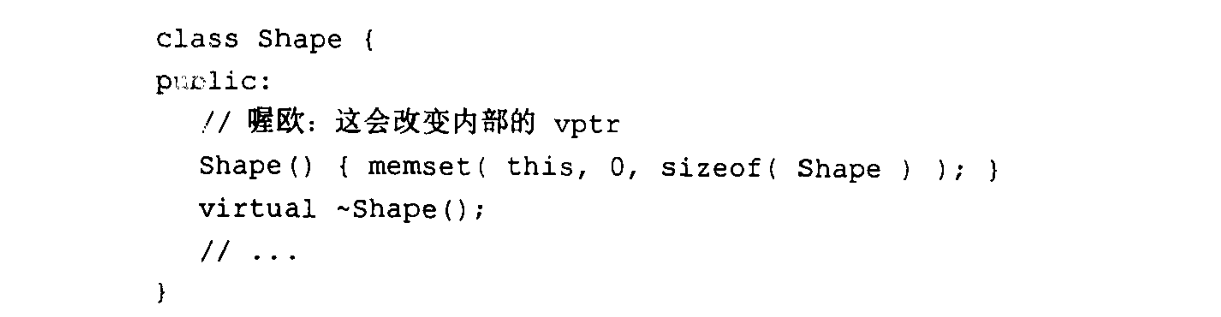 class Shape {
public:
// 喔欧：这会改变内部的 vptr
Shape() { memset( this, 0, sizeof( Shape ) ); }
virtual ~Shape();
// ...
}